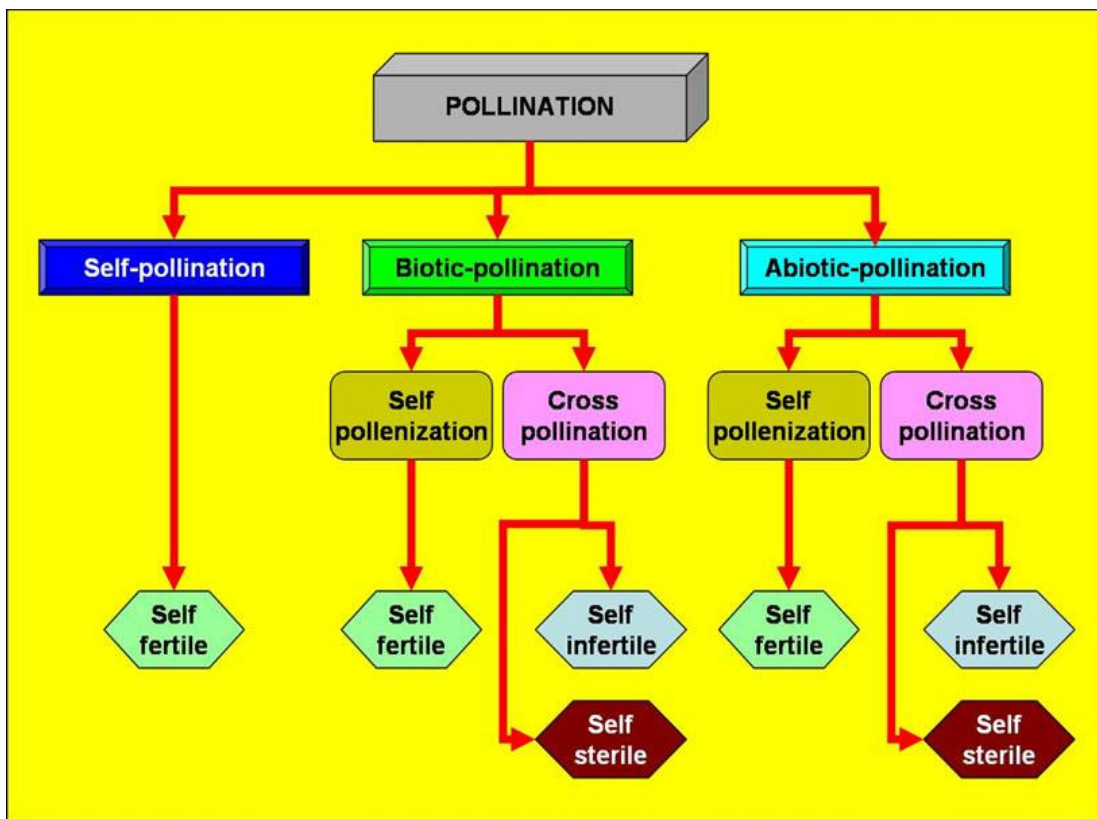 POLLINATION
Self-pollination
Biotic-pollination
Abiotic-pollination
Self
pollenization
Cross
pollination
Self
pollenization
Cross
pollination
Self
fertile
Self
fertile
Self
infertile
Self
fertile
Self
infertile
Self
sterile
Self
sterile